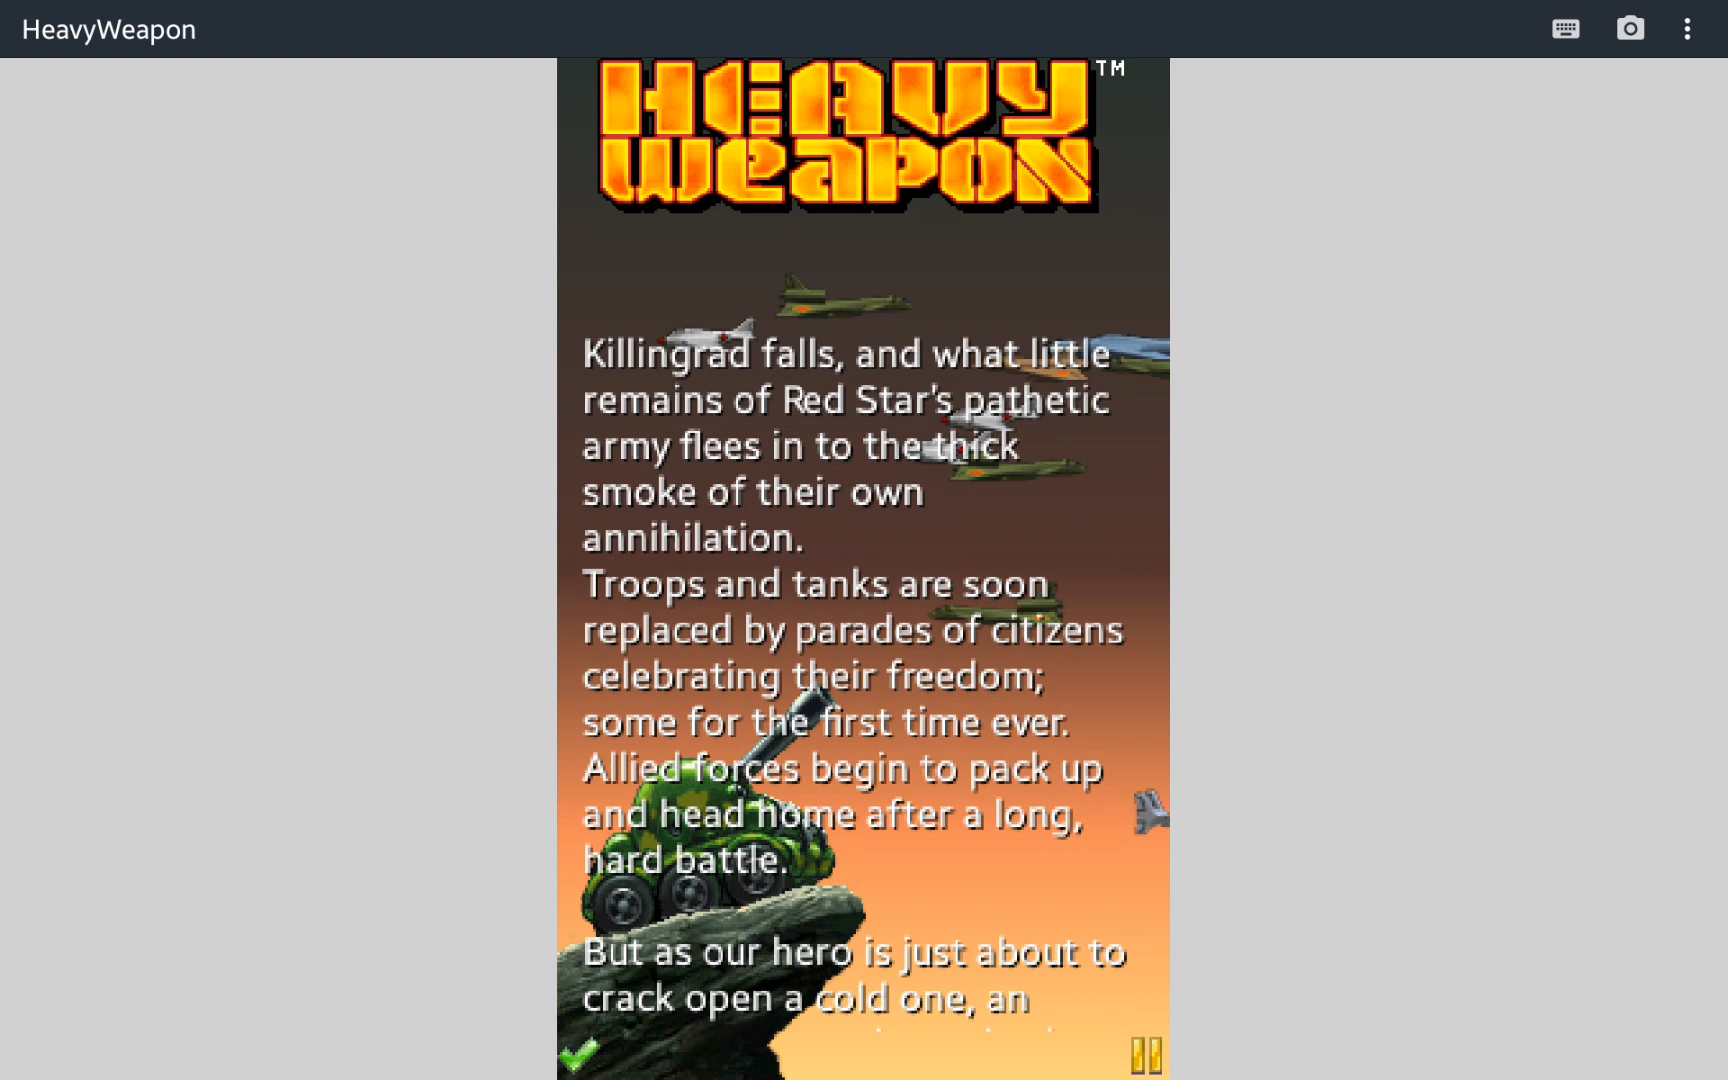 HeavyWeapon
HEAVY TM
WeaPON
Killingrad falls, and what little
remains of Red Star's pathetic
army flees in to the thick
smoke of their own
annihilation.
Troops and tanks are soon
replaced by parades of citizens
celebrating their freedom;
some for the first time ever.
Allied forces begin to pack up
and head home after a long,
hard battle.
But as our hero is just about to
crack open a cold one, an